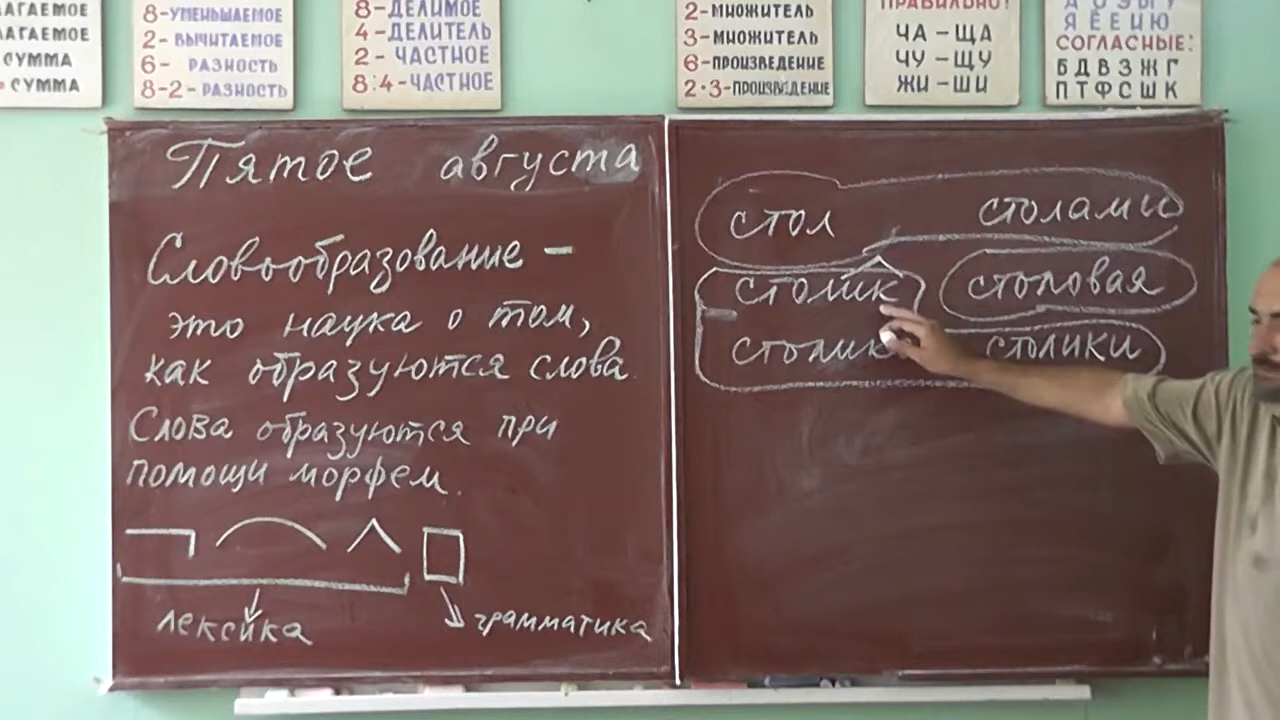 АГАЕМОЕ
АГАЕМОЕ
СУММА
СУММА
8-УМЕНЬШАЕМОЕ
2-ВЫЧИТАЕМОЕ
6- РАЗНОСТЬ
8-2-РАЗНОСТЬ
8-ДЕЛИМОЕ
4-ДЕЛИТЕЛЬ
2-ЧАСТНОЕ
8:4-ЧАСТНОЕ
2-МНОЖИТЕЛЬ
3-МНОЖИТЕЛЬ
6-ПРОИЗВЕДЕНИЕ
2·3-ПРОИЗВЕДЕНИЕ
ПРАВИЛЬНО!
ЧА-ЩА
ЧУ-ЩУ
ЖИ-ШИ
А О Э Ы У
Я Ё Е И Ю
СОГЛАСНЫЕ:
Б Д В З Ж Г
П Т Ф С Ш К
Пятое августа
Словообразование -
это наука о том,
как образуются слова.
Слова образуются при
помощи морфем.
лексика грамматика
стол столами
столик столовая
столик столики